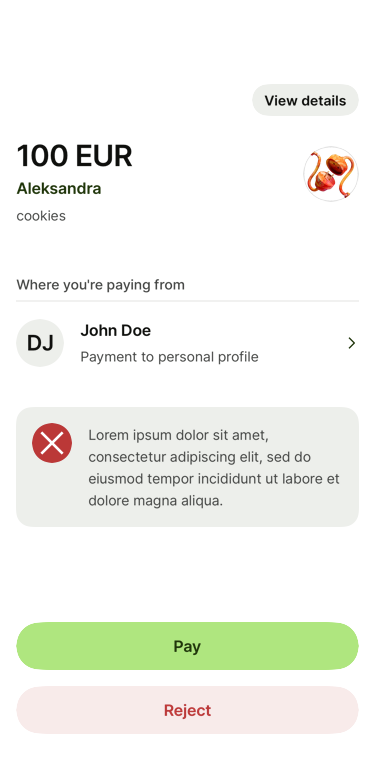 View details
100 EUR
Aleksandra
cookies
Where you're paying from
DJ
John Doe
Payment to personal profile
Lorem ipsum dolor sit amet,
consectetur adipiscing elit, sed do
eiusmod tempor incididunt ut labore et
dolore magna aliqua.
Pay
Reject